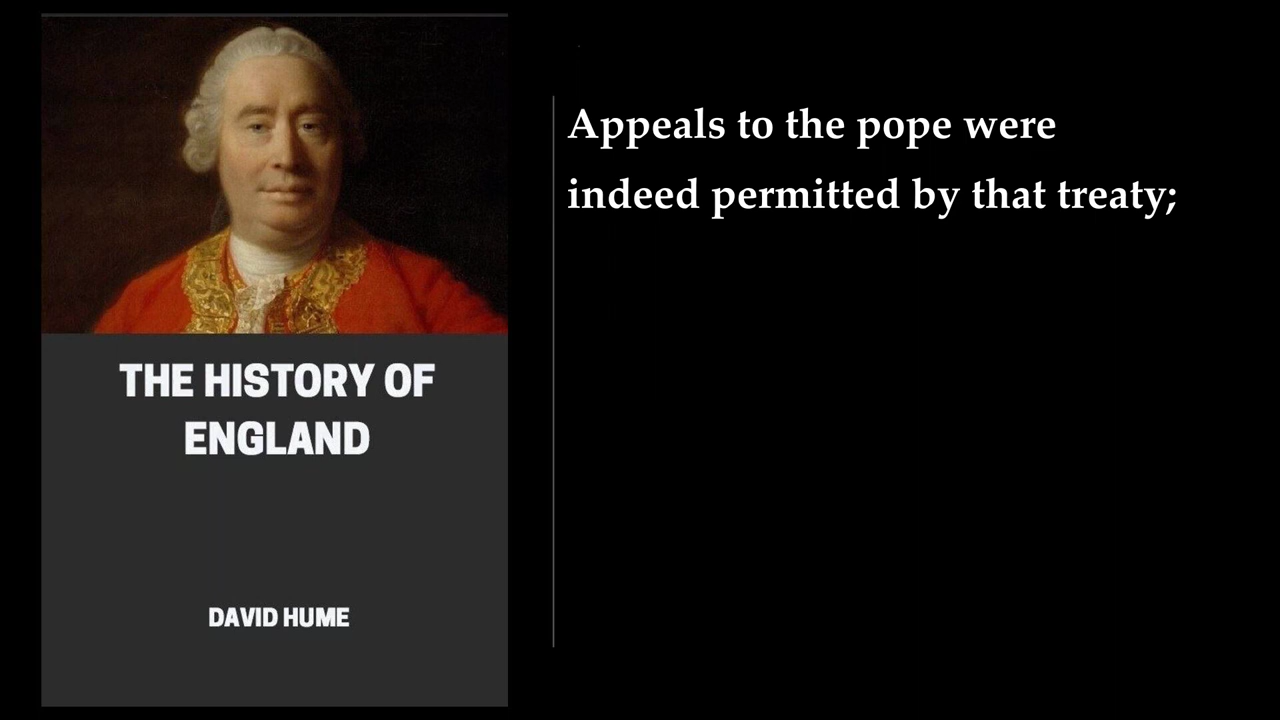 THE HISTORY OF
ENGLAND
DAVID HUME
Appeals to the pope were
indeed permitted by that treaty;